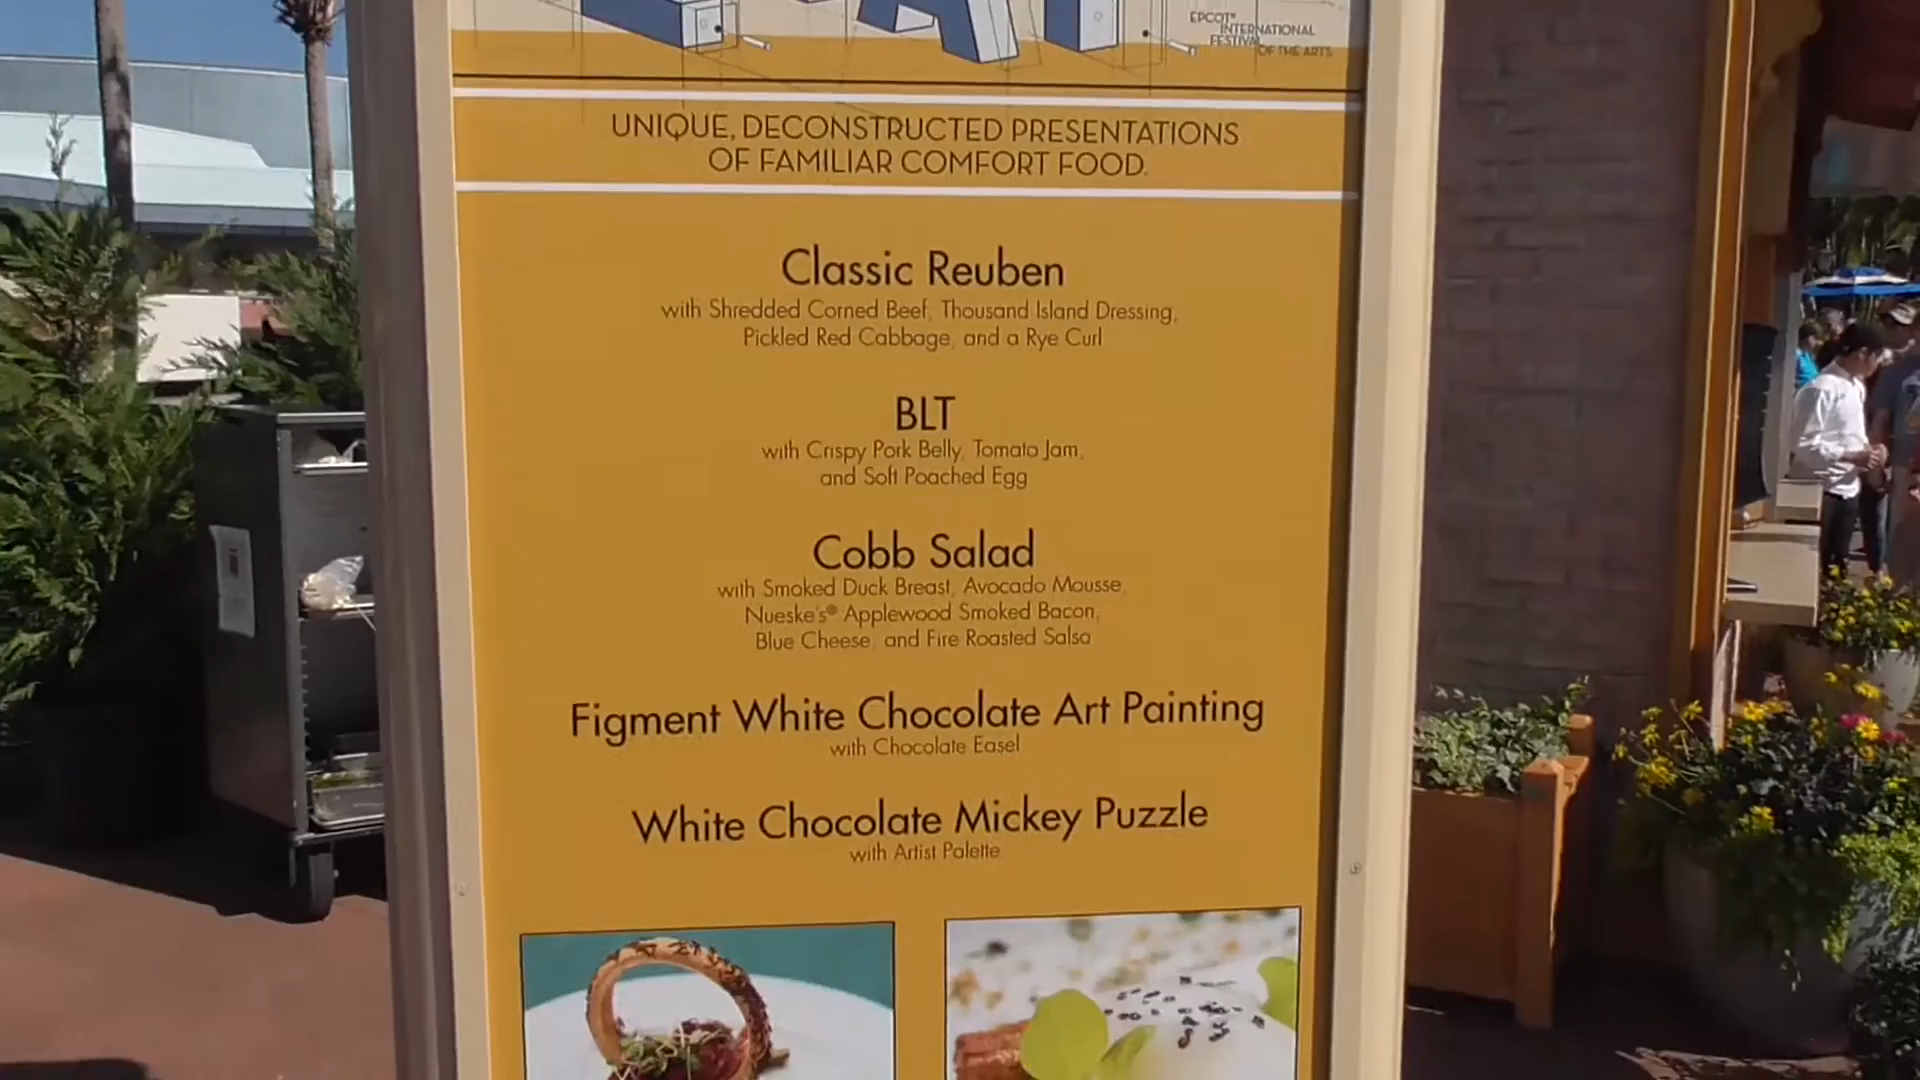 EPCOT®
INTERNATIONAL
FESTIVAL
OF THE ARTS
UNIQUE, DECONSTRUCTED PRESENTATIONS
OF FAMILIAR COMFORT FOOD.
Classic Reuben
with Shredded Corned Beef, Thousand Island Dressing,
Pickled Red Cabbage, and a Rye Curl
BLT
with Crispy Pork Belly, Tomato Jam,
and Soft Poached Egg
Cobb Salad
with Smoked Duck Breast, Avocado Mousse,
Nueske's® Applewood Smoked Bacon,
Blue Cheese, and Fire Roasted Salsa
Figment White Chocolate Art Painting
with Chocolate Easel
White Chocolate Mickey Puzzle
with Artist Palette